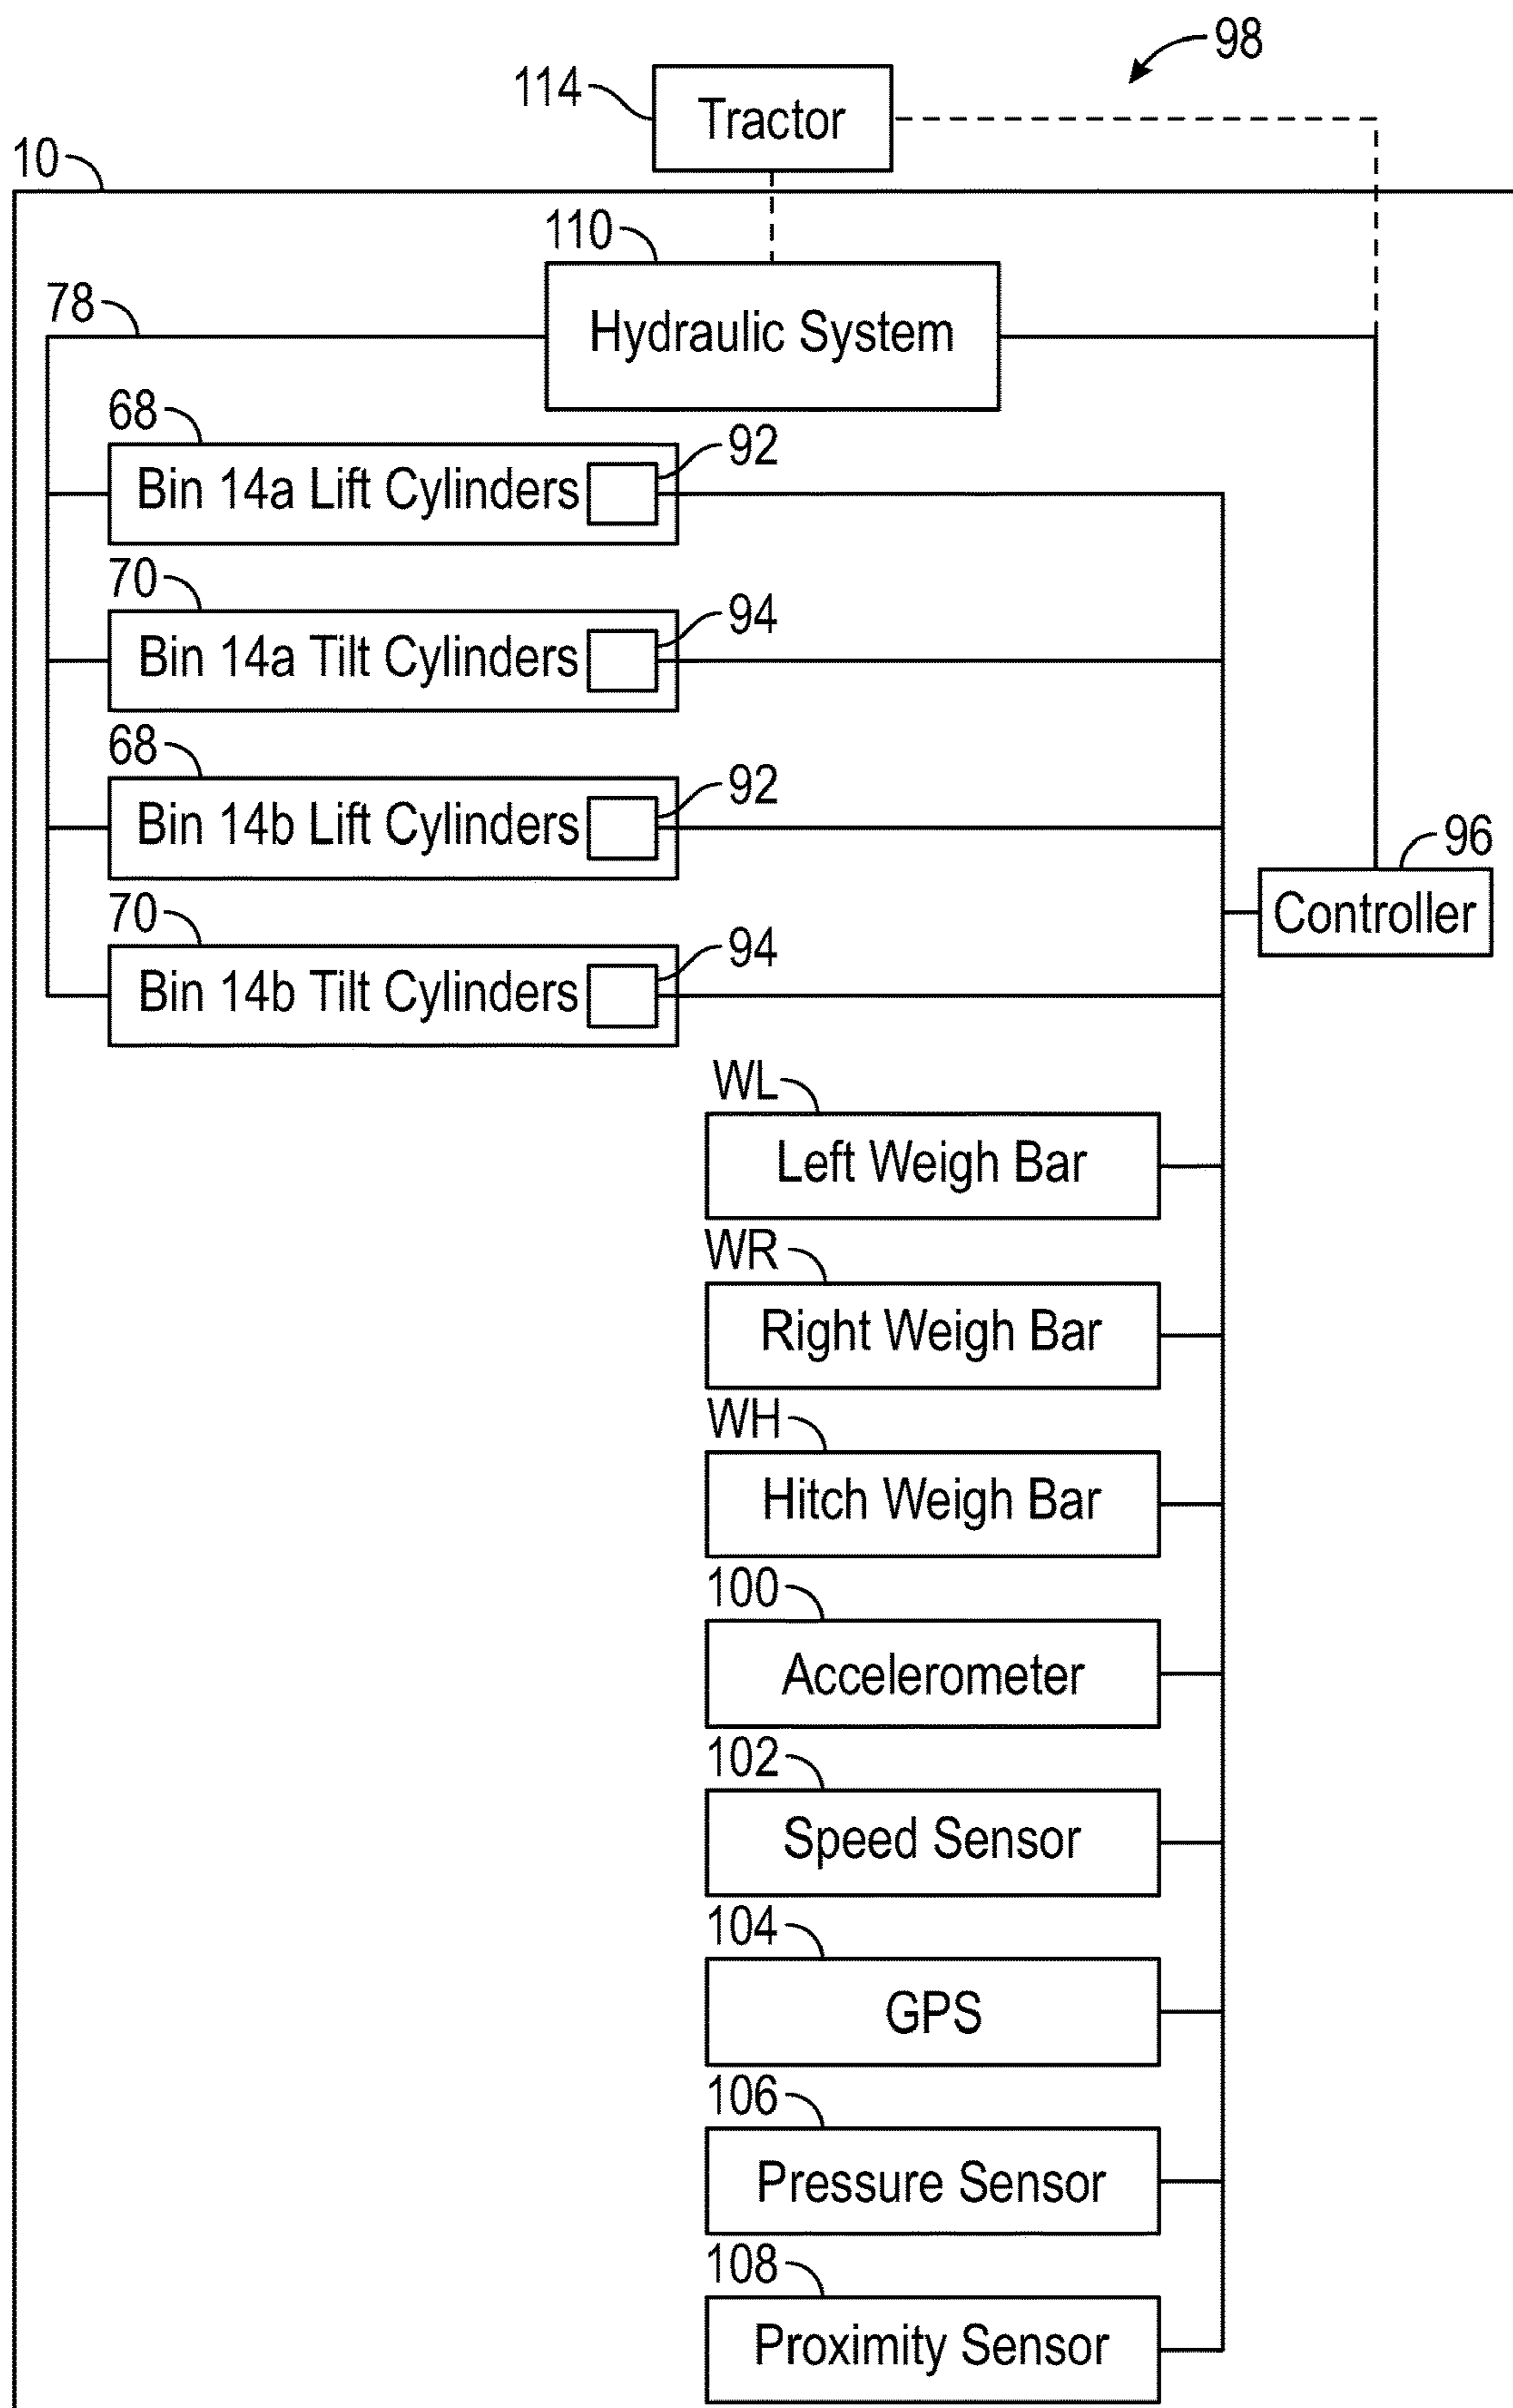 98
114
Tractor
10
110
Hydraulic System
78
68
Bin 14a Lift Cylinders
92
70
Bin 14a Tilt Cylinders
94
68
Bin 14b Lift Cylinders
92
96
Controller
70
Bin 14b Tilt Cylinders
94
WL
Left Weigh Bar
WR
Right Weigh Bar
WH
Hitch Weigh Bar
100
Accelerometer
102
Speed Sensor
104
GPS
106
Pressure Sensor
108
Proximity Sensor